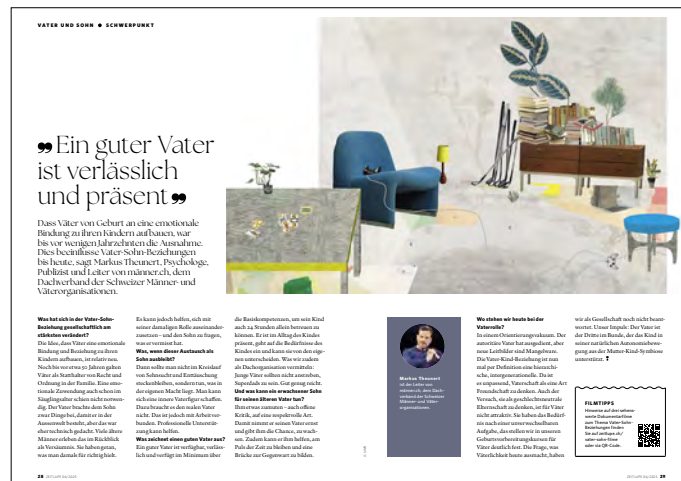 VATER UND SOHN ● SCHWERPUNKT
„Ein guter Vater
ist verlässlich
und präsent“
Dass Väter von Geburt an eine emotionale
Bindung zu ihren Kindern aufbauen, war
bis vor wenigen Jahrzehnten die Ausnahme.
Dies beeinflusse Vater-Sohn-Beziehungen
bis heute, sagt Markus Theunert, Psychologe,
Publizist und Leiter von männer.ch, dem
Dachverband der Schweizer Männer- und
Väterorganisationen.
Was hat sich in der Vater-Sohn-
Beziehung gesellschaftlich am
stärksten verändert?
Die Idee, dass Väter eine emotionale
Bindung und Beziehung zu ihren
Kindern aufbauen, ist relativ neu.
Noch bis vor etwa 50 Jahren galten
Väter als Statthalter von Recht und
Ordnung in der Familie. Eine emo-
tionale Zuwendung auch schon im
Säuglingsalter schien nicht notwen-
dig. Der Vater brachte dem Sohn
zwar Dinge bei, damit er in der
Aussenwelt besteht, aber das war
eher technisch gedacht. Viele ältere
Männer erleben das im Rückblick
als Versäumnis. Sie haben getan,
was man damals für richtig hielt.
Es kann jedoch helfen, sich mit
seiner damaligen Rolle auseinander-
zusetzen – und den Sohn zu fragen,
was er vermisst hat.
Was, wenn dieser Austausch als
Sohn ausbleibt?
Dann sollte man nicht im Kreislauf
von Sehnsucht und Enttäuschung
steckenbleiben, sondern tun, was in
der eigenen Macht liegt. Man kann
sich eine innere Vaterfigur schaffen.
Dazu braucht es den realen Vater
nicht. Das ist jedoch mit Arbeit ver-
bunden. Professionelle Unterstüt-
zung kann helfen.
Was zeichnet einen guten Vater aus?
Ein guter Vater ist verfügbar, verläss-
lich und verfügt im Minimum über
die Basiskompetenzen, um sein Kind
auch 24 Stunden allein betreuen zu
können. Er ist im Alltag des Kindes
präsent, geht auf die Bedürfnisse des
Kindes ein und kann sie von den eige-
nen unterscheiden. Was wir zudem
als Dachorganisation vermitteln:
Junge Väter sollten nicht anstreben,
Superdads zu sein. Gut genug reicht.
Und was kann ein erwachsener Sohn
für seinen älteren Vater tun?
Ihm etwas zumuten – auch offene
Kritik, auf eine respektvolle Art.
Damit nimmt er seinen Vater ernst
und gibt ihm die Chance, zu wach-
sen. Zudem kann er ihm helfen, am
Puls der Zeit zu bleiben und eine
Brücke zur Gegenwart zu bilden.
Markus Theunert
ist der Leiter von
männer.ch, dem Dach-
verband der Schweizer
Männer- und Väter-
organisationen.
Wo stehen wir heute bei der
Vaterrolle?
In einem Orientierungsvakuum. Der
autoritäre Vater hat ausgedient, aber
neue Leitbilder sind Mangelware.
Die Vater-Kind-Beziehung ist nun
mal per Definition eine hierarchi-
sche, intergenerationelle. Da ist
es unpassend, Vaterschaft als eine Art
Freundschaft zu denken. Auch der
Versuch, sie als geschlechtsneutrale
Elternschaft zu denken, ist für Väter
nicht attraktiv. Sie haben das Bedürf-
nis nach einer unverwechselbaren
Aufgabe, das stellen wir in unseren
Geburtsvorbereitungskursen für
Väter deutlich fest. Die Frage, was
Väterlichkeit heute ausmacht, haben
wir als Gesellschaft noch nicht beant-
wortet. Unser Impuls: Der Vater ist
der Dritte im Bunde, der das Kind in
seiner natürlichen Autonomiebewe-
gung aus der Mutter-Kind-Symbiose
unterstützt.
FILMTIPPS
Hinweise auf drei sehens-
werte Dokumentarfilme
zum Thema Vater-Sohn-
Beziehungen finden
Sie auf zeitlupe.ch/
vater-sohn-filme
oder via QR-Code.
28 ZEITLUPE 04/2025
ZEITLUPE 04/2025 29